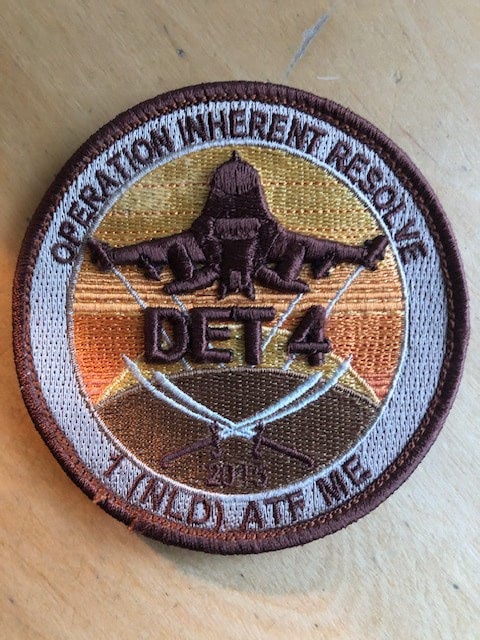 OPERATION INHERENT RESOLVE
DET 4
1 (NLD) ATF ME